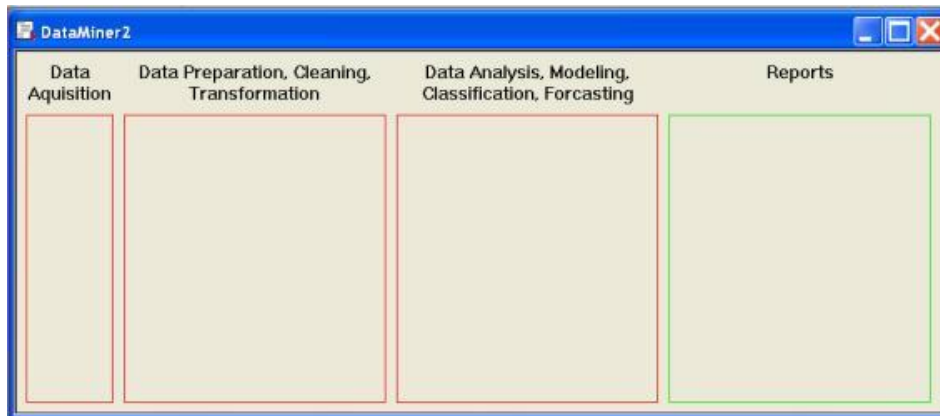 DataMiner2
Data
Aquisition
Data Preparation, Cleaning,
Transformation
Data Analysis, Modeling,
Classification, Forcasting
Reports